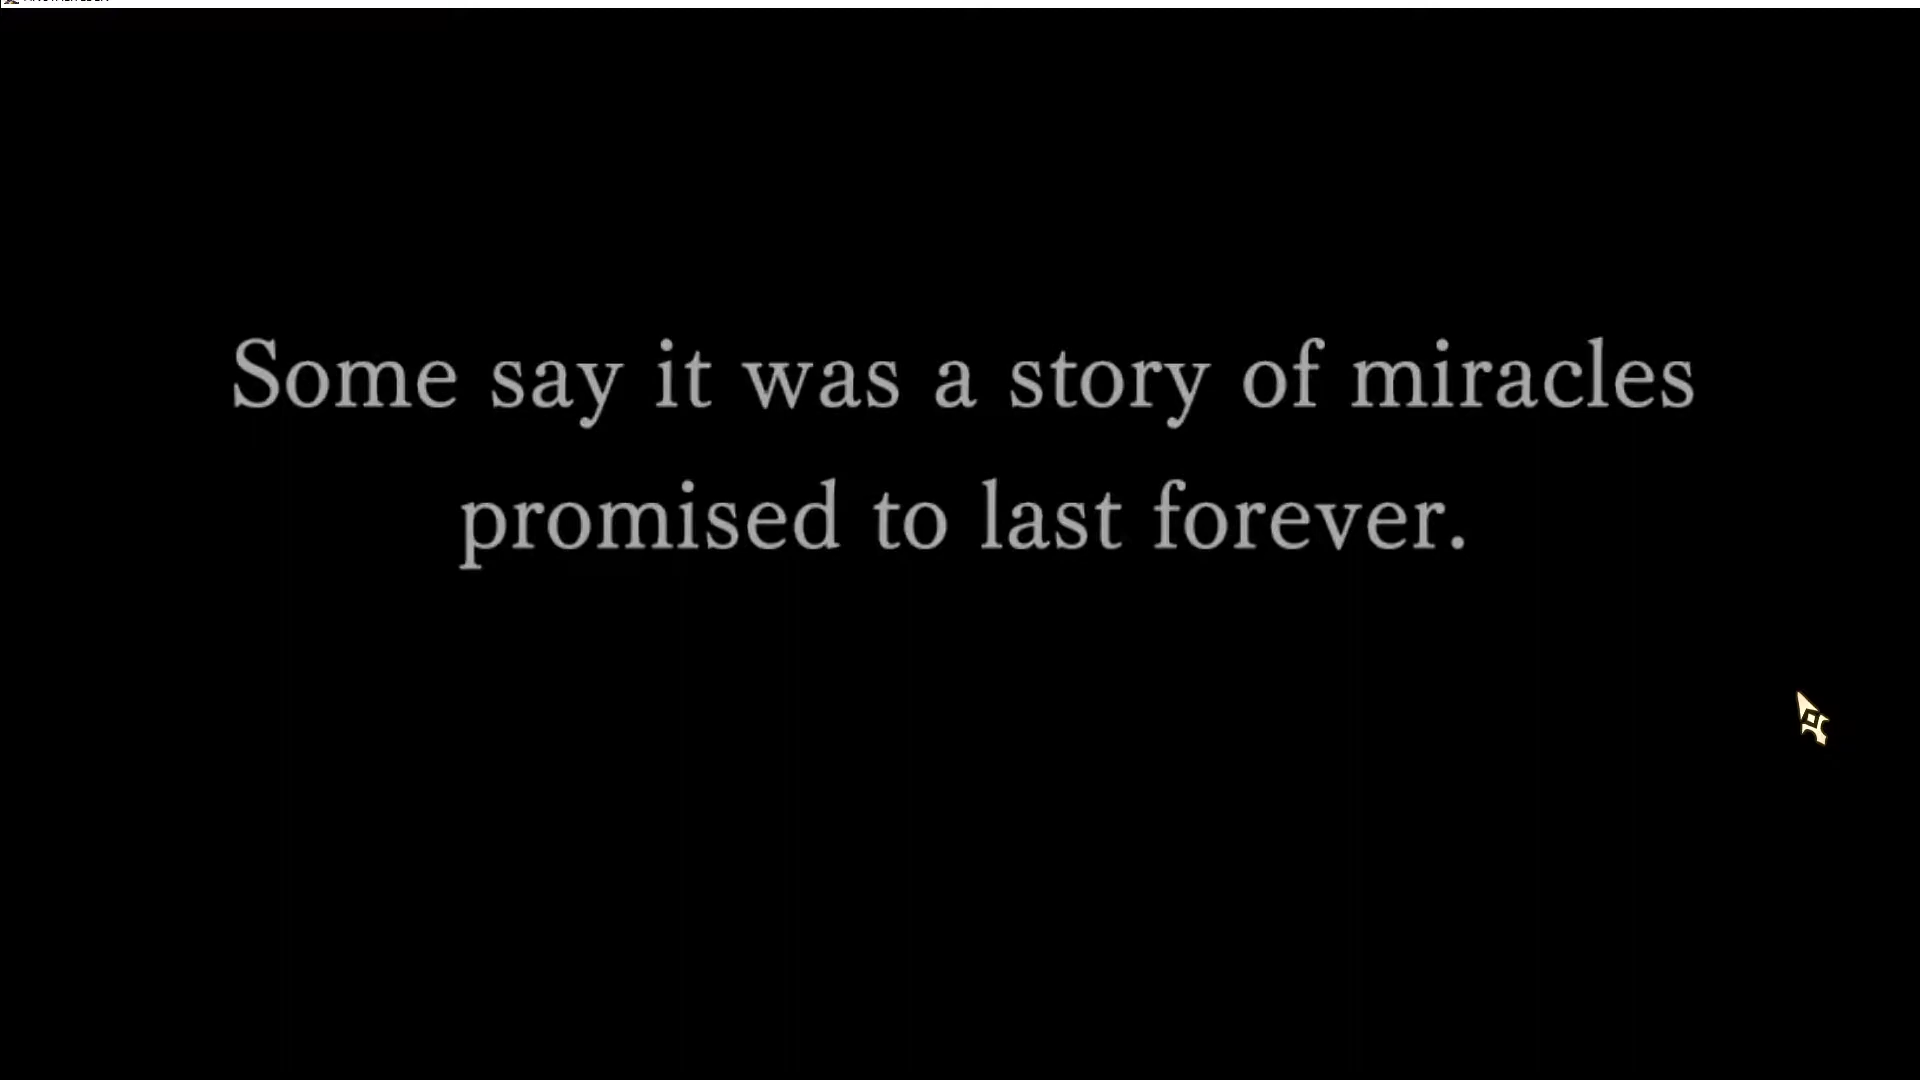 Some say it was a story of miracles
promised to last forever.